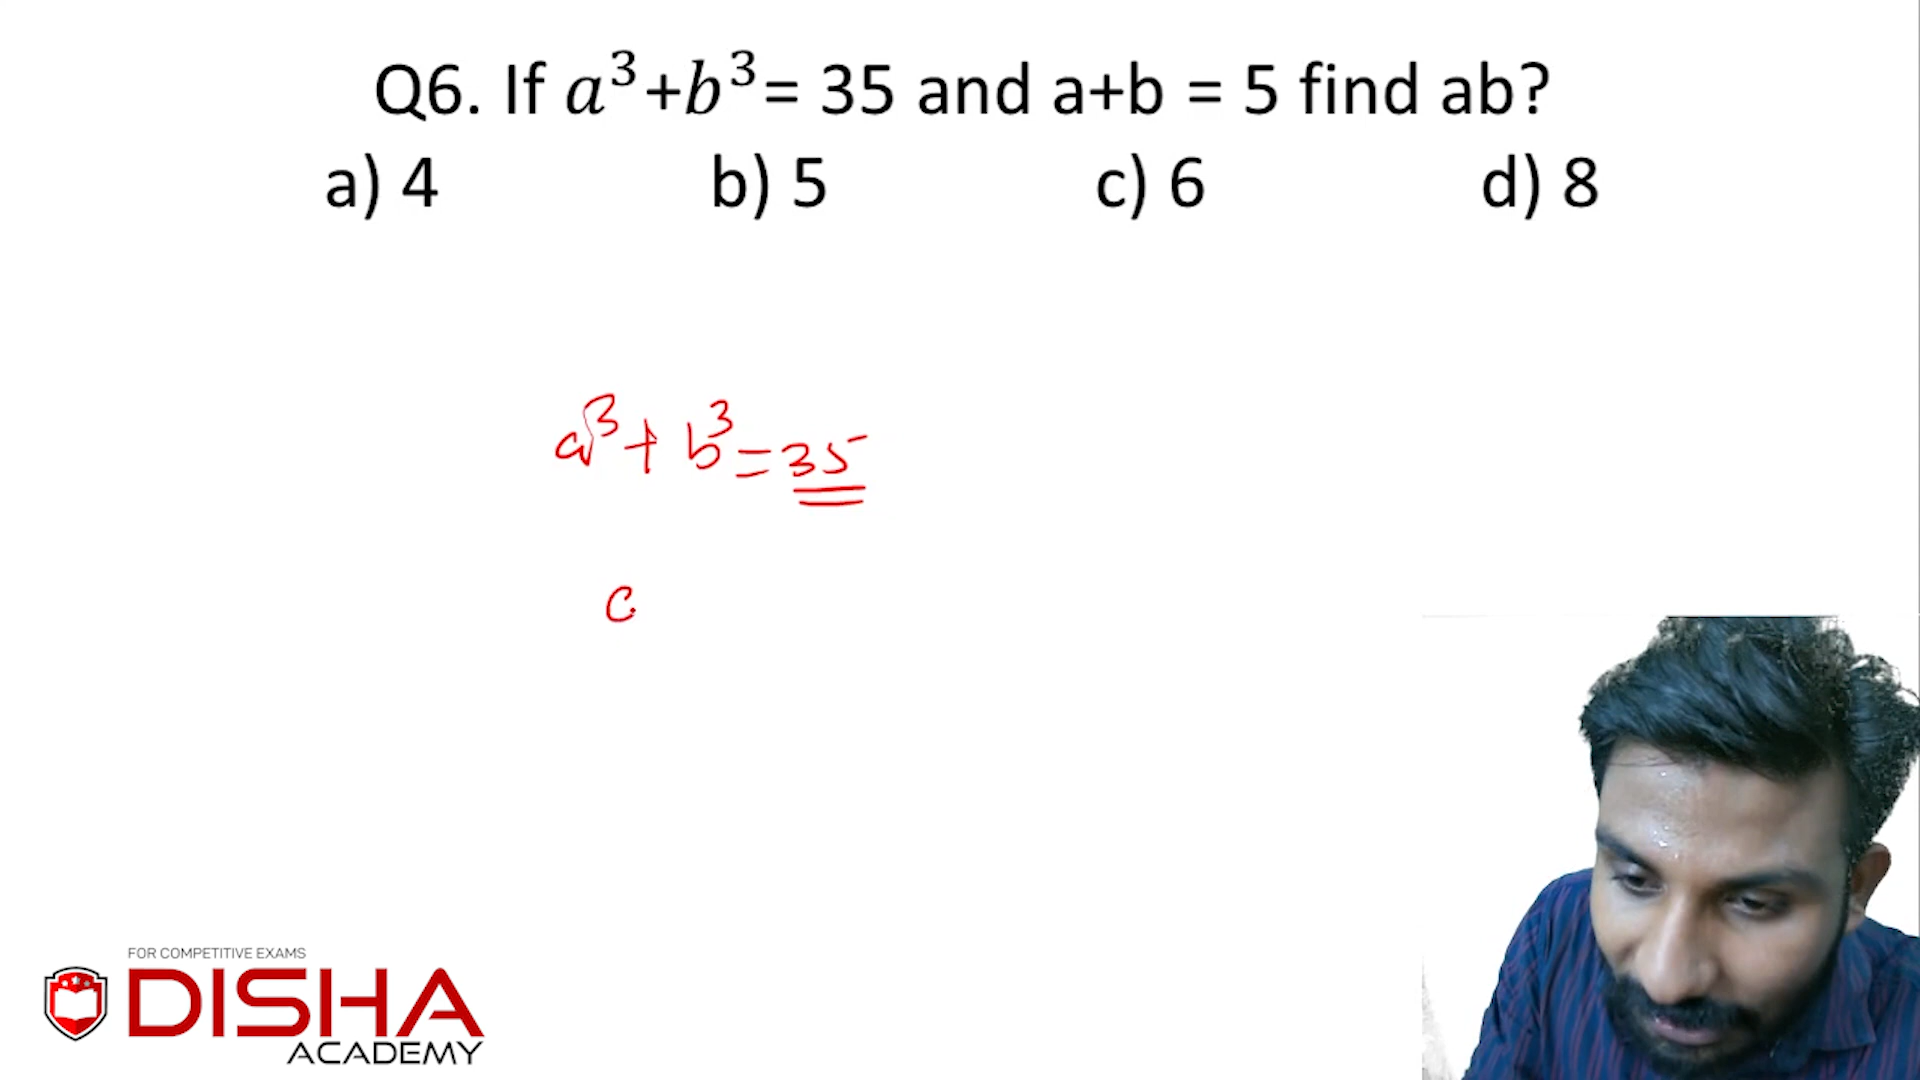 Q6. If a³+b³= 35 and a+b = 5 find ab?
a) 4 b) 5 c) 6 d) 8
a³+ b³=35
c
FOR COMPETITIVE EXAMS
DISHA
ACADEMY